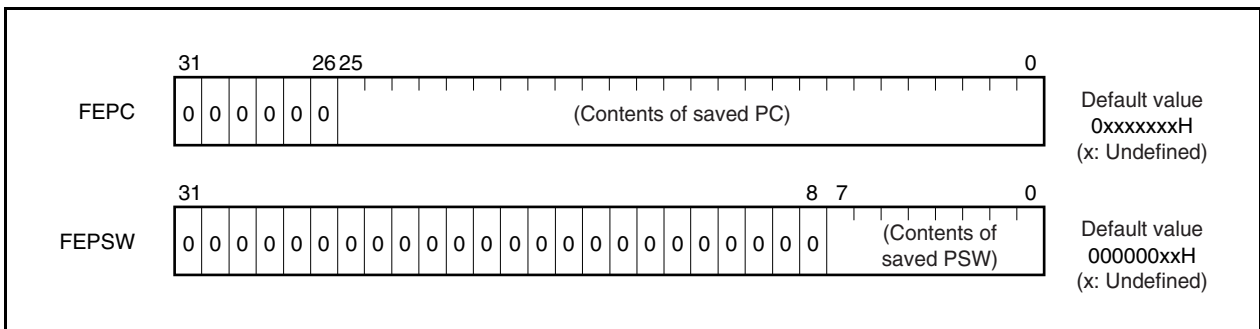 31 26 25 0
FEPC 0 0 0 0 0 0 (Contents of saved PC)
Default value
0xxxxxxxH
(x: Undefined)
31 8 7 0
FEPSW 0 0 0 0 0 0 0 0 0 0 0 0 0 0 0 0 0 0 0 0 0 0 0 0 (Contents of
saved PSW)
Default value
000000xxH
(x: Undefined)